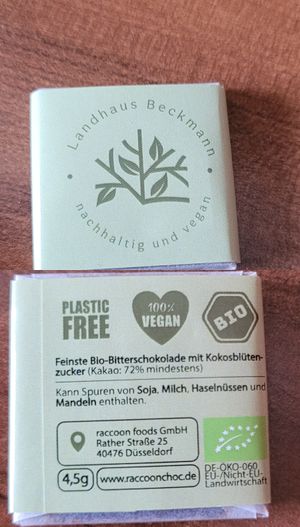 Landhaus Beckmann
nachhaltig und vegan
PLASTIC
FREE
100%
VEGAN
BIO
Feinste Bio-Bitterschokolade mit Kokosblüten-
zucker (Kakao: 72% mindestens)
Kann Spuren von Soja, Milch, Haselnüssen und
Mandeln enthalten.
raccoon foods GmbH
Rather Straße 25
40476 Düsseldorf
4,5g
www.raccoonchoc.de
DE-ÖKO-060
EU-/Nicht-EU-
Landwirtschaft